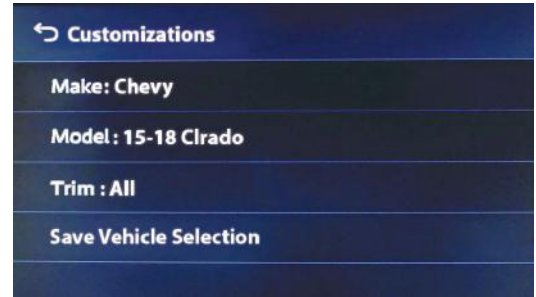 Customizations
Make: Chevy
Model: 15-18 Clrado
Trim : All
Save Vehicle Selection